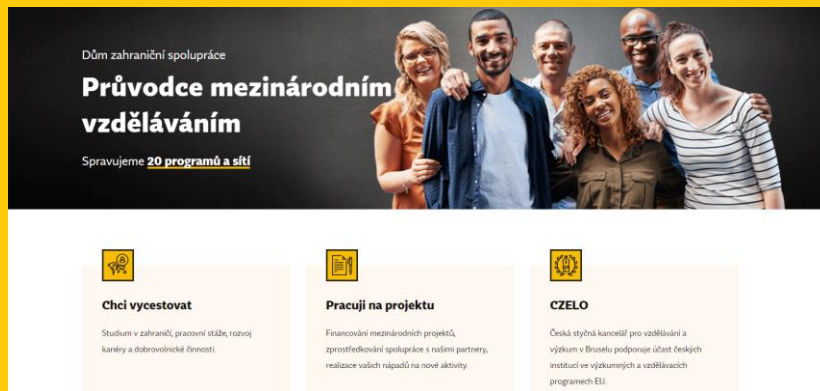 Dům zahraniční spolupráce
Průvodce mezinárodním
vzděláváním
Spravujeme 20 programů a sítí
Chci vycestovat
Studium v zahraničí, pracovní stáže, rozvoj
kariéry a dobrovolnické činnosti.
Pracuji na projektu
Financování mezinárodních projektů,
zprostředkování spolupráce s našimi partnery,
realizace vašich nápadů na nové aktivity.
CZELO
Česká styčná kancelář pro vzdělávání a
výzkum v Bruselu podporuje účast českých
institucí ve výzkumných a vzdělávacích
programech EU.